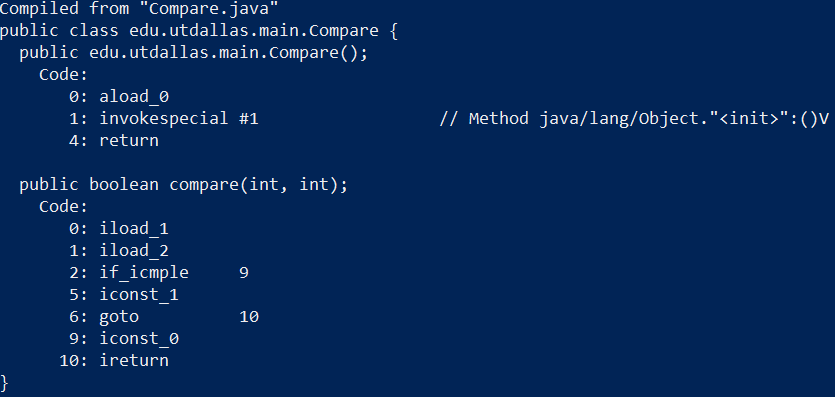 Compiled from "Compare.java"
public class edu.utdallas.main.Compare {
  public edu.utdallas.main.Compare();
    Code:
       0: aload_0
       1: invokespecial #1                  // Method java/lang/Object."<init>":()V
       4: return

  public boolean compare(int, int);
    Code:
       0: iload_1
       1: iload_2
       2: if_icmple     9
       5: iconst_1
       6: goto          10
       9: iconst_0
      10: ireturn
}